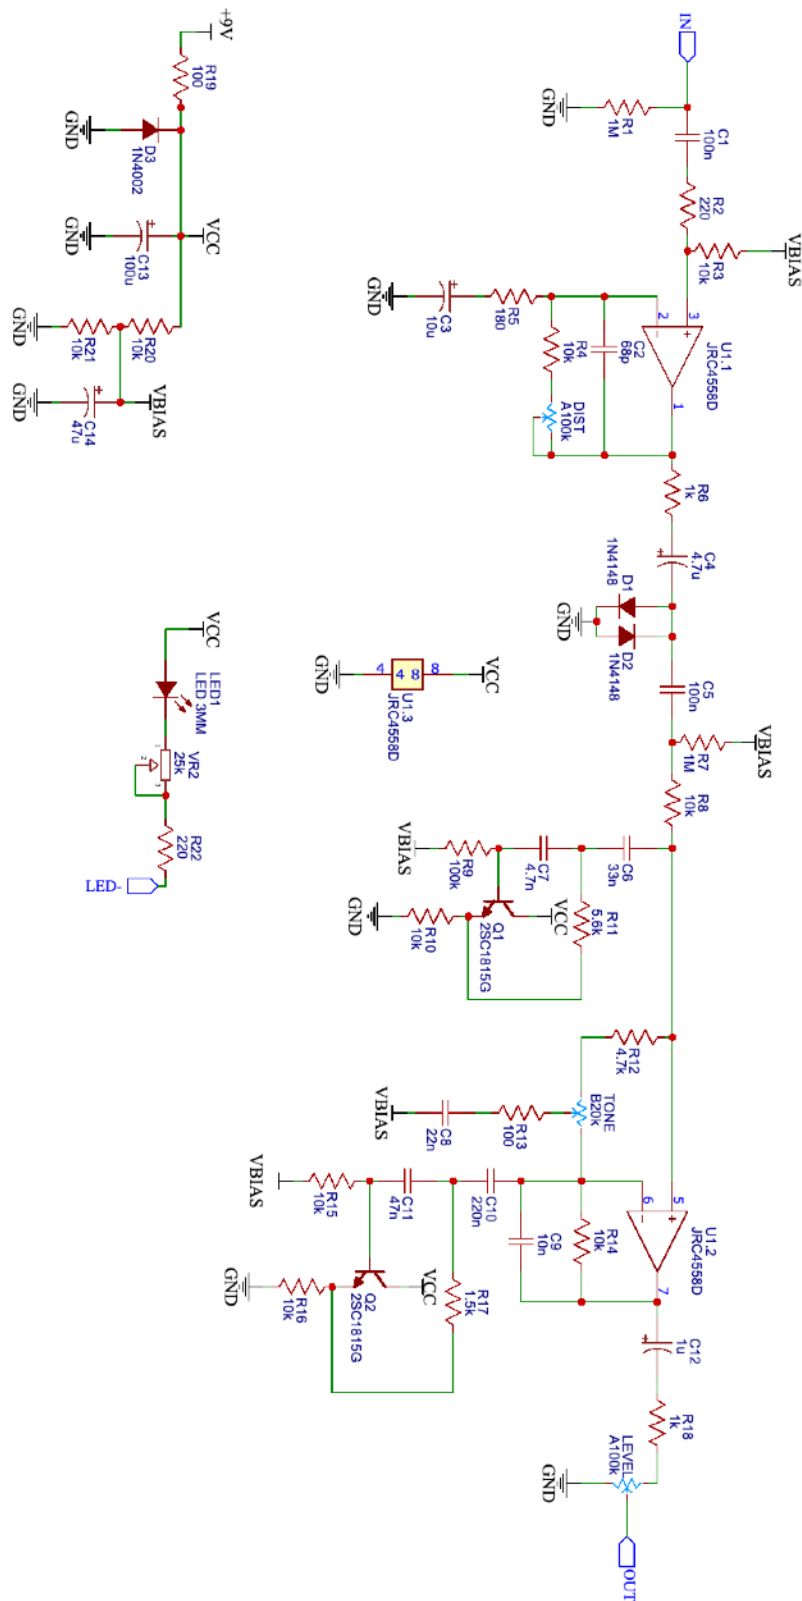 IN
GND
R1
1M
C1
100n
R2
220
R3
10k
VBIAS
GND
C3
10u
R5
180
R4
10k
DIST
A100k
C2
68p
2
3
U1.1
JRC4558D
1
R6
1k
C4
4.7u
D1
1N4148
GND
D2
1N4148
C5
100n
R7
1M
VBIAS
R8
10k
C6
33n
C7
4.7n
R9
100k
VBIAS
R11
5.6k
VCC
Q1
2SC1815G
R10
10k
GND
R12
4.7k
TONE
B20k
R13
100
C8
22n
VBIAS
6
5
U1.2
JRC4558D
7
R14
10k
C9
10n
C10
220n
C11
47n
R15
10k
VBIAS
R17
1.5k
VCC
Q2
2SC1815G
R16
10k
GND
C12
1u
R18
1k
LEVEL
A100k
GND
OUT
+9V
R19
100
D3
1N4002
GND
VCC
C13
100u
GND
R20
10k
R21
10k
GND
VBIAS
C14
47u
GND
VCC
8
8
4
4
U1.3
JRC4558D
GND
VCC
LED1
LED 3MM
1
2
3
VR2
25k
R22
220
LED-